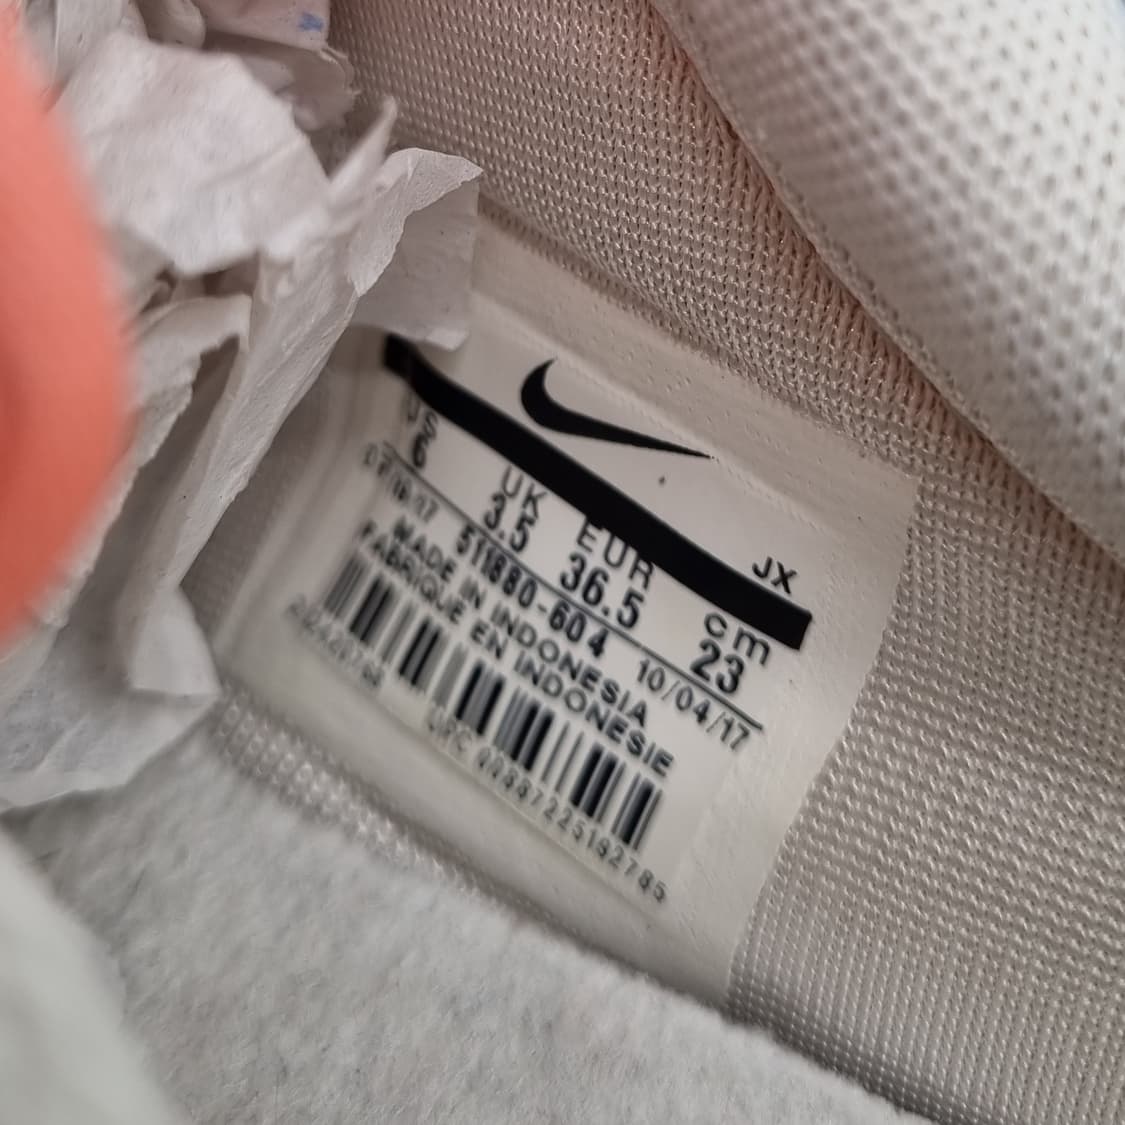 JX
US UK EUR cm
6 3.5 36.5 23
511880-604 10/04/17
MADE IN INDONESIA
FABRIQUE EN INDONESIE
UPC